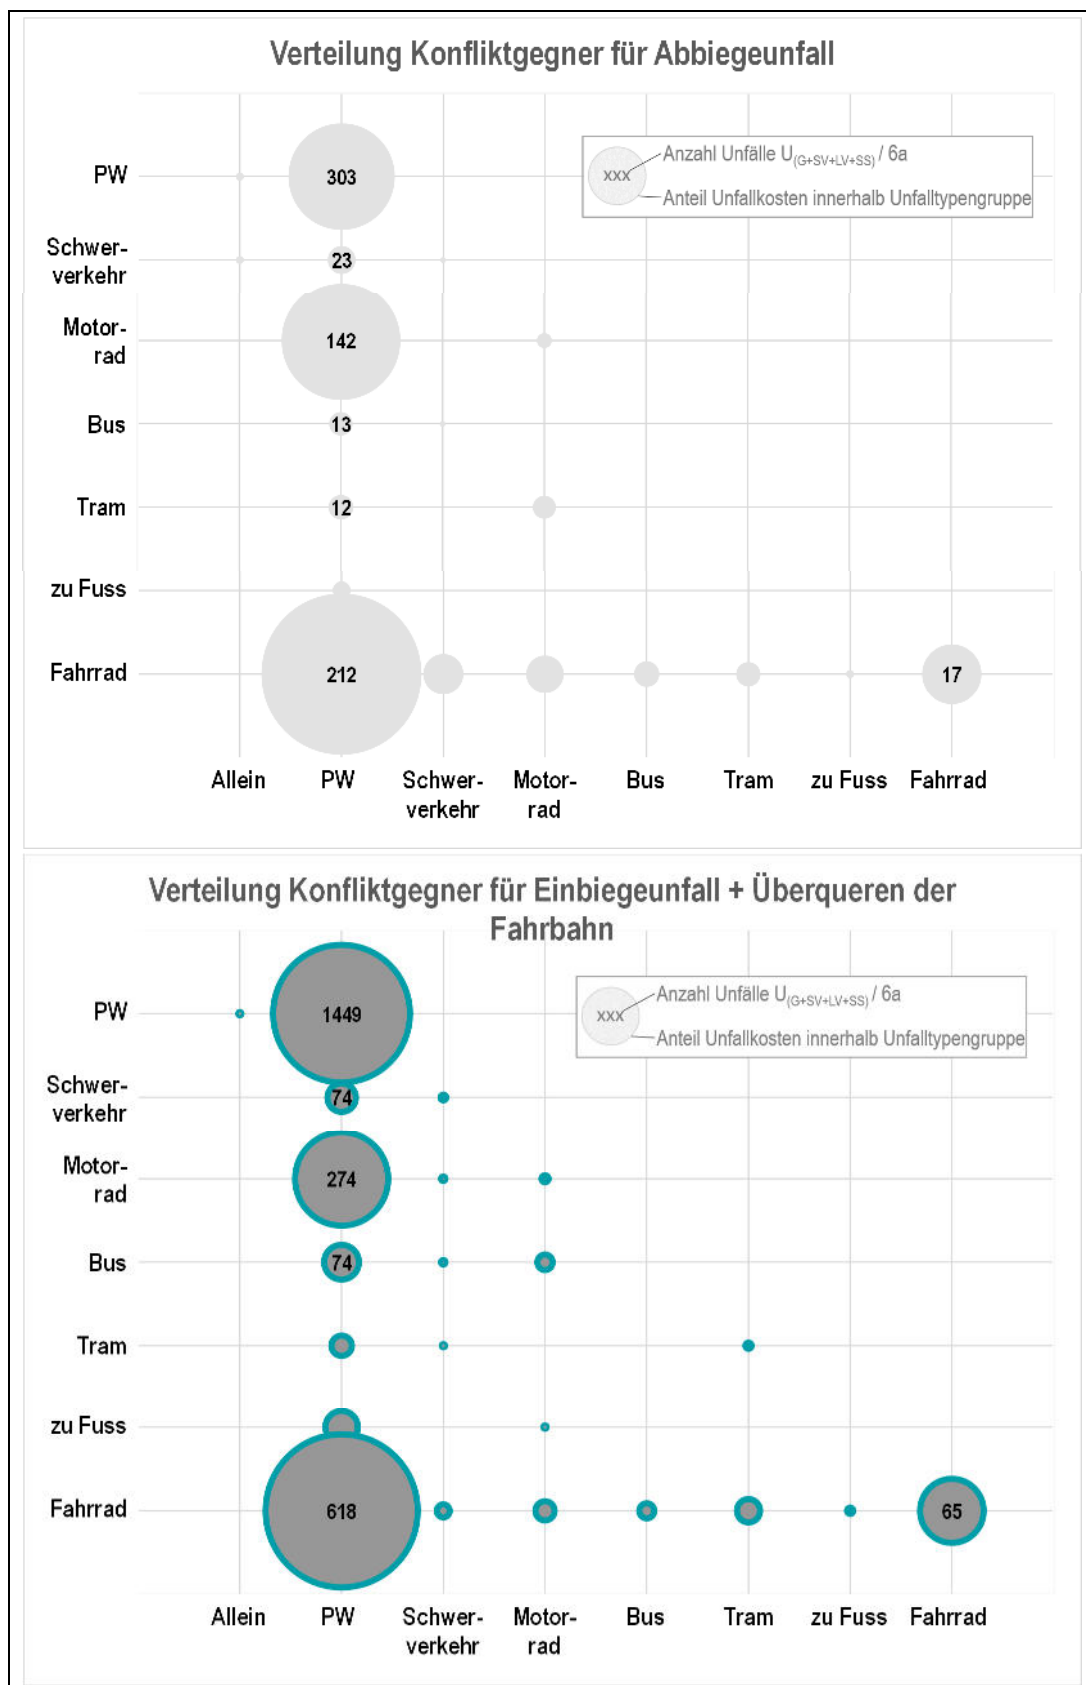 Verteilung Konfliktgegner für Abbiegeunfall
xxx
Anzahl Unfälle U(G+SV+LV+SS) / 6a
Anteil Unfallkosten innerhalb Unfalltypengruppe
PW
303
Schwer-
verkehr
23
Motor-
rad
142
Bus
13
Tram
12
zu Fuss
Fahrrad
212
17
Allein
PW
Schwer-
verkehr
Motor-
rad
Bus
Tram
zu Fuss
Fahrrad
Verteilung Konfliktgegner für Einbiegeunfall + Überqueren der
Fahrbahn
xxx
Anzahl Unfälle U(G+SV+LV+SS) / 6a
Anteil Unfallkosten innerhalb Unfalltypengruppe
PW
1449
Schwer-
verkehr
74
Motor-
rad
274
Bus
74
Tram
zu Fuss
Fahrrad
618
65
Allein
PW
Schwer-
verkehr
Motor-
rad
Bus
Tram
zu Fuss
Fahrrad